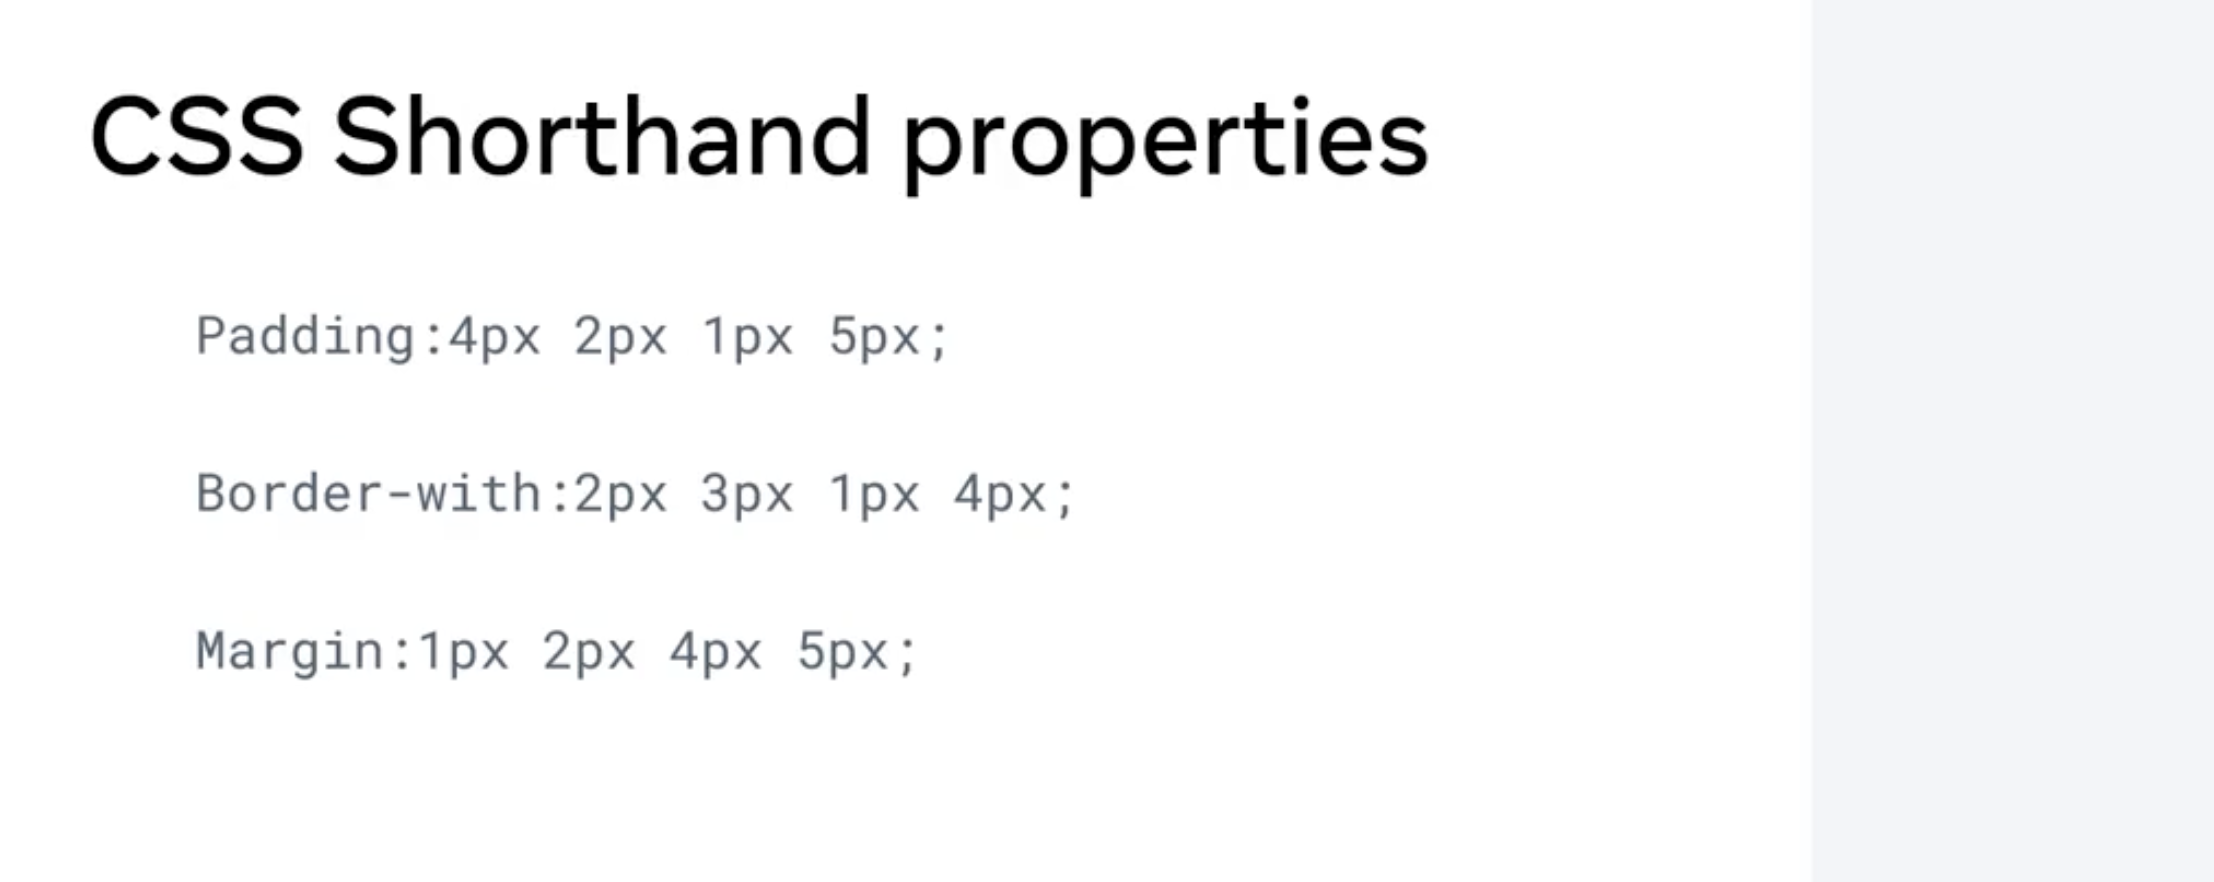 CSS Shorthand properties
Padding:4px 2px 1px 5px;
Border-with:2px 3px 1px 4px;
Margin:1px 2px 4px 5px;